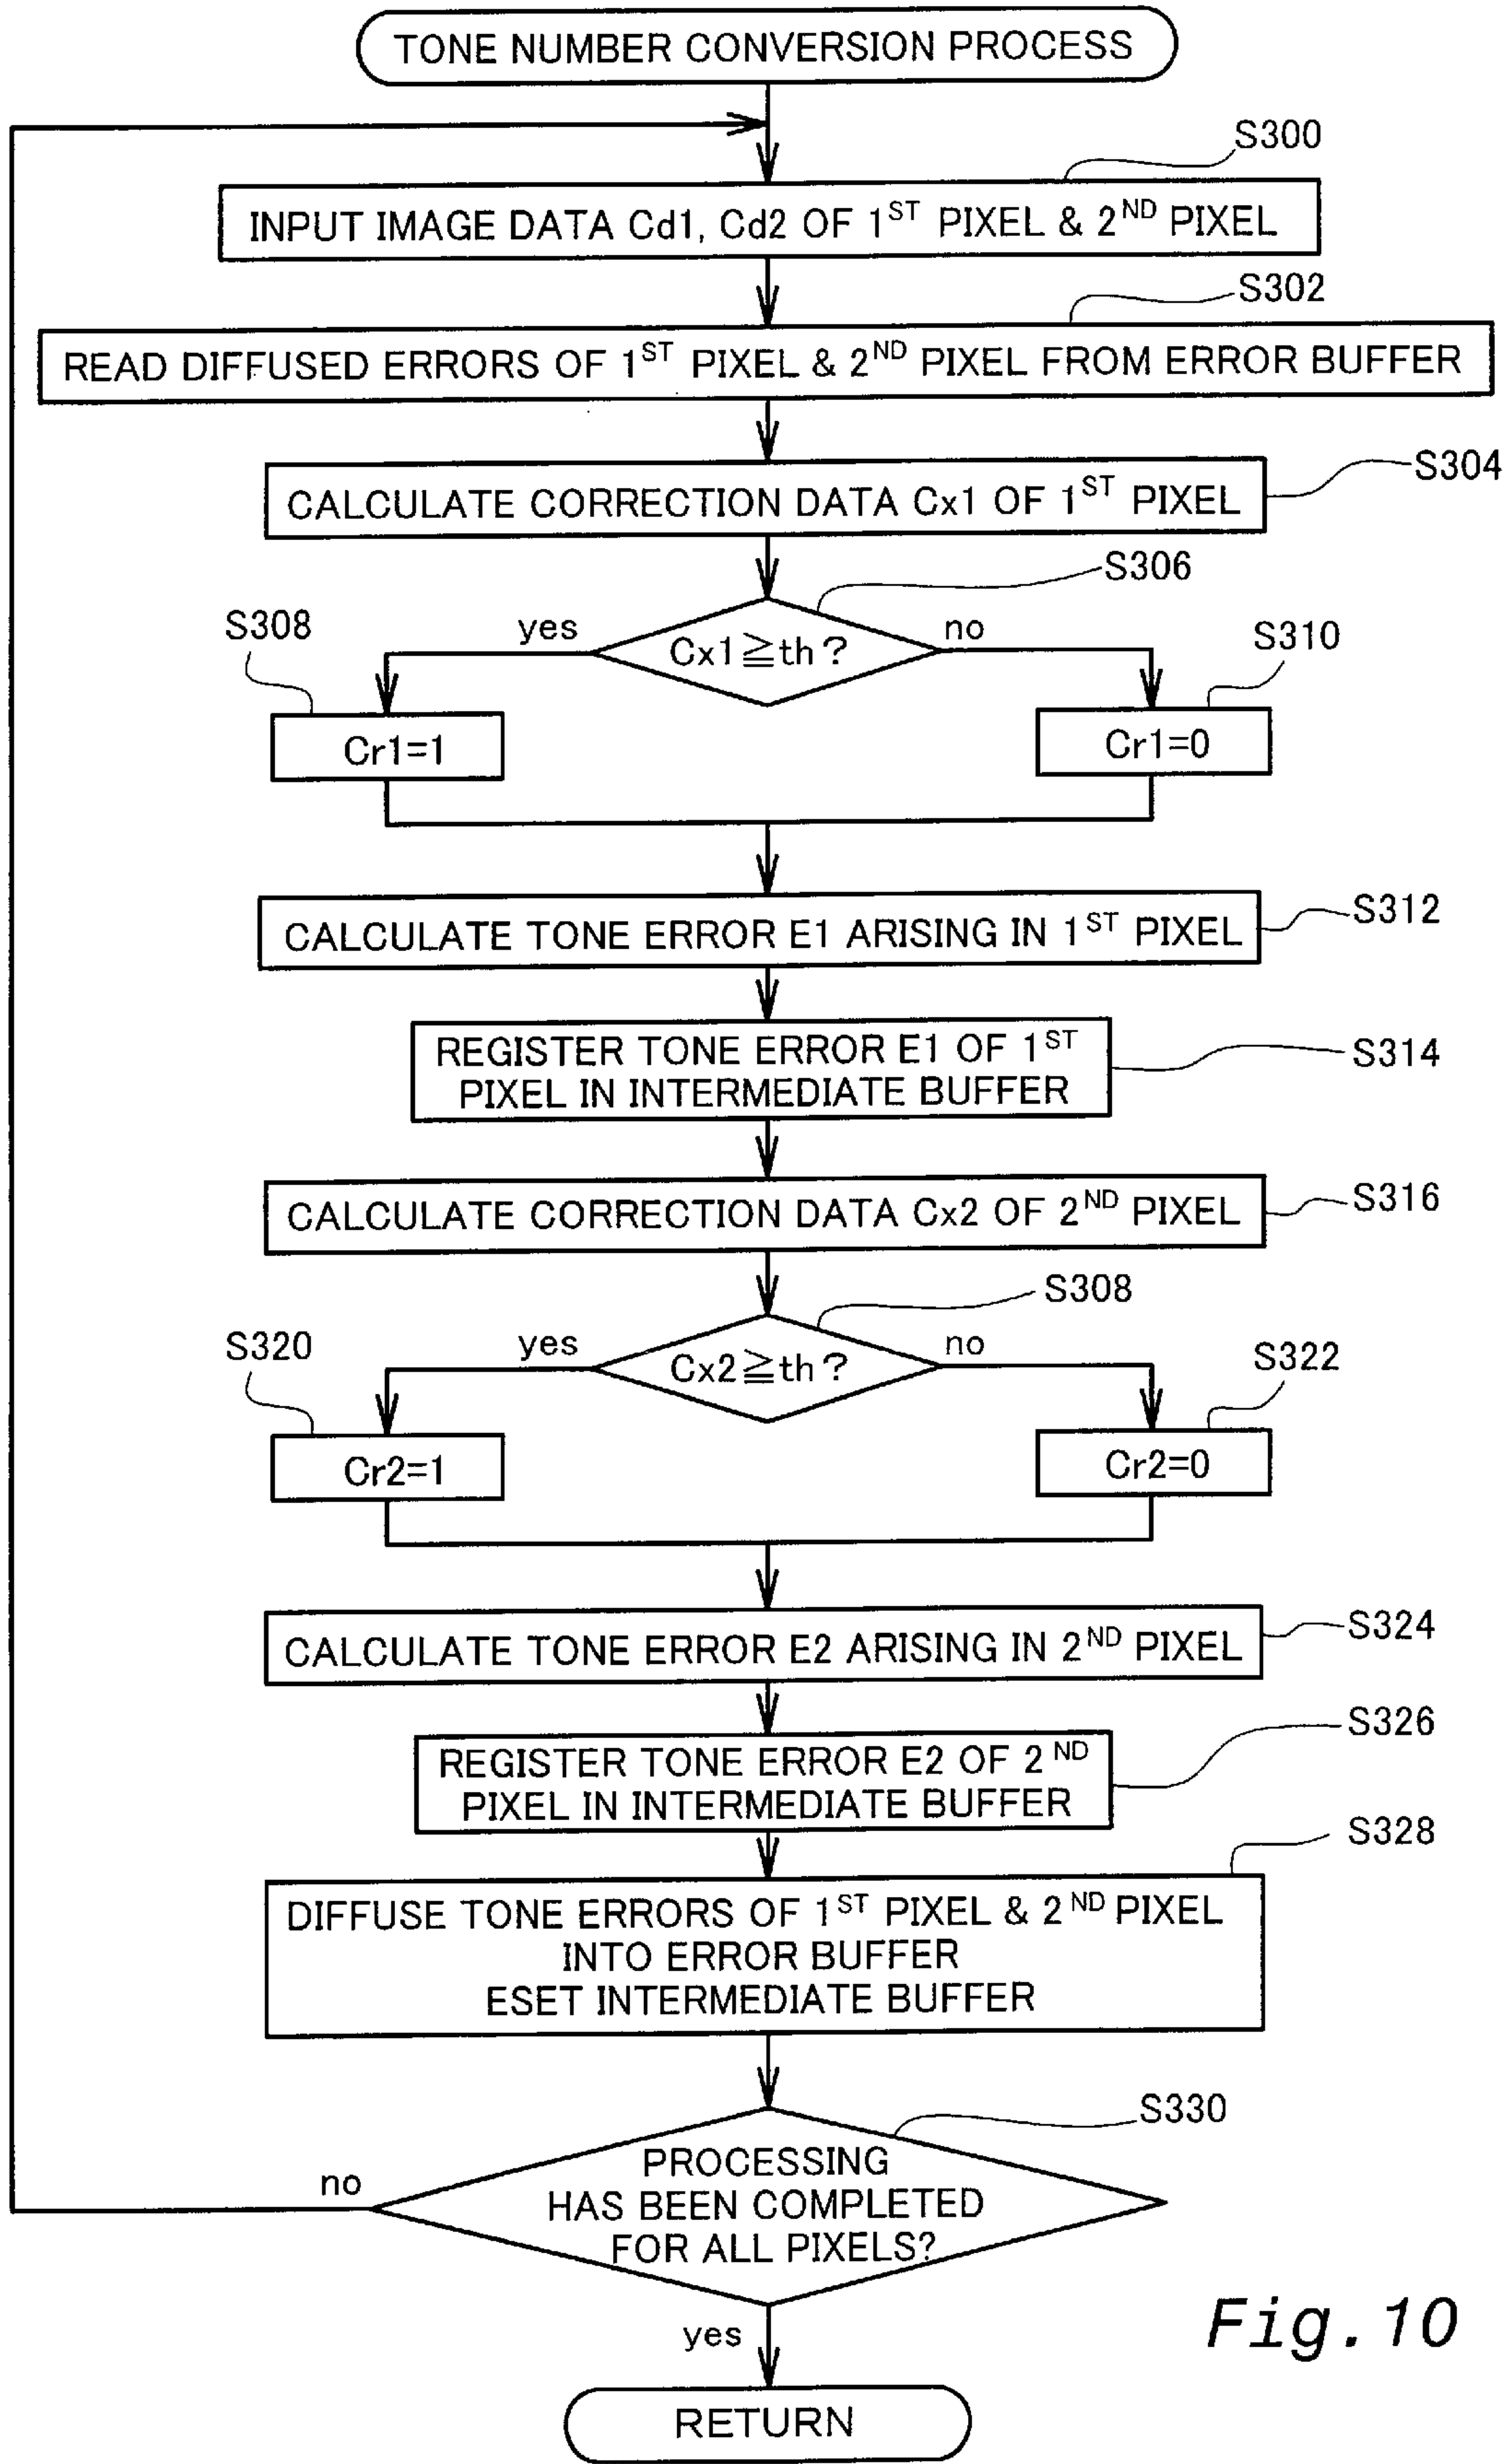 TONE NUMBER CONVERSION PROCESS
S300
INPUT IMAGE DATA Cd1, Cd2 OF 1ST PIXEL & 2ND PIXEL
S302
READ DIFFUSED ERRORS OF 1ST PIXEL & 2ND PIXEL FROM ERROR BUFFER
S304
CALCULATE CORRECTION DATA Cx1 OF 1ST PIXEL
S306
Cx1≧th?
yes
no
S308
S310
Cr1=1
Cr1=0
S312
CALCULATE TONE ERROR E1 ARISING IN 1ST PIXEL
S314
REGISTER TONE ERROR E1 OF 1ST
PIXEL IN INTERMEDIATE BUFFER
S316
CALCULATE CORRECTION DATA Cx2 OF 2ND PIXEL
S308
Cx2≧th?
yes
no
S320
S322
Cr2=1
Cr2=0
S324
CALCULATE TONE ERROR E2 ARISING IN 2ND PIXEL
S326
REGISTER TONE ERROR E2 OF 2ND
PIXEL IN INTERMEDIATE BUFFER
S328
DIFFUSE TONE ERRORS OF 1ST PIXEL & 2ND PIXEL
INTO ERROR BUFFER
ESET INTERMEDIATE BUFFER
S330
PROCESSING
HAS BEEN COMPLETED
FOR ALL PIXELS?
no
yes
RETURN
Fig.10